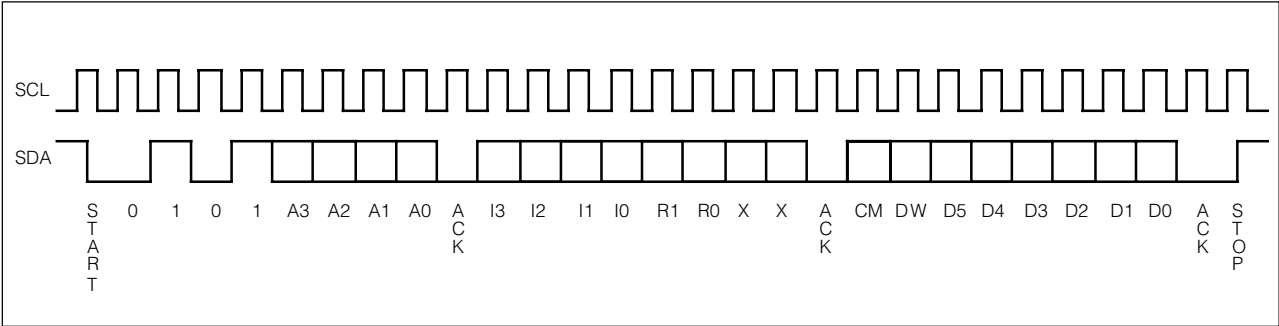 SCL
SDA
START 0 1 0 1 A3 A2 A1 A0 ACK I3 I2 I1 I0 R1 R0 X X ACK CM DW D5 D4 D3 D2 D1 D0 ACK STOP